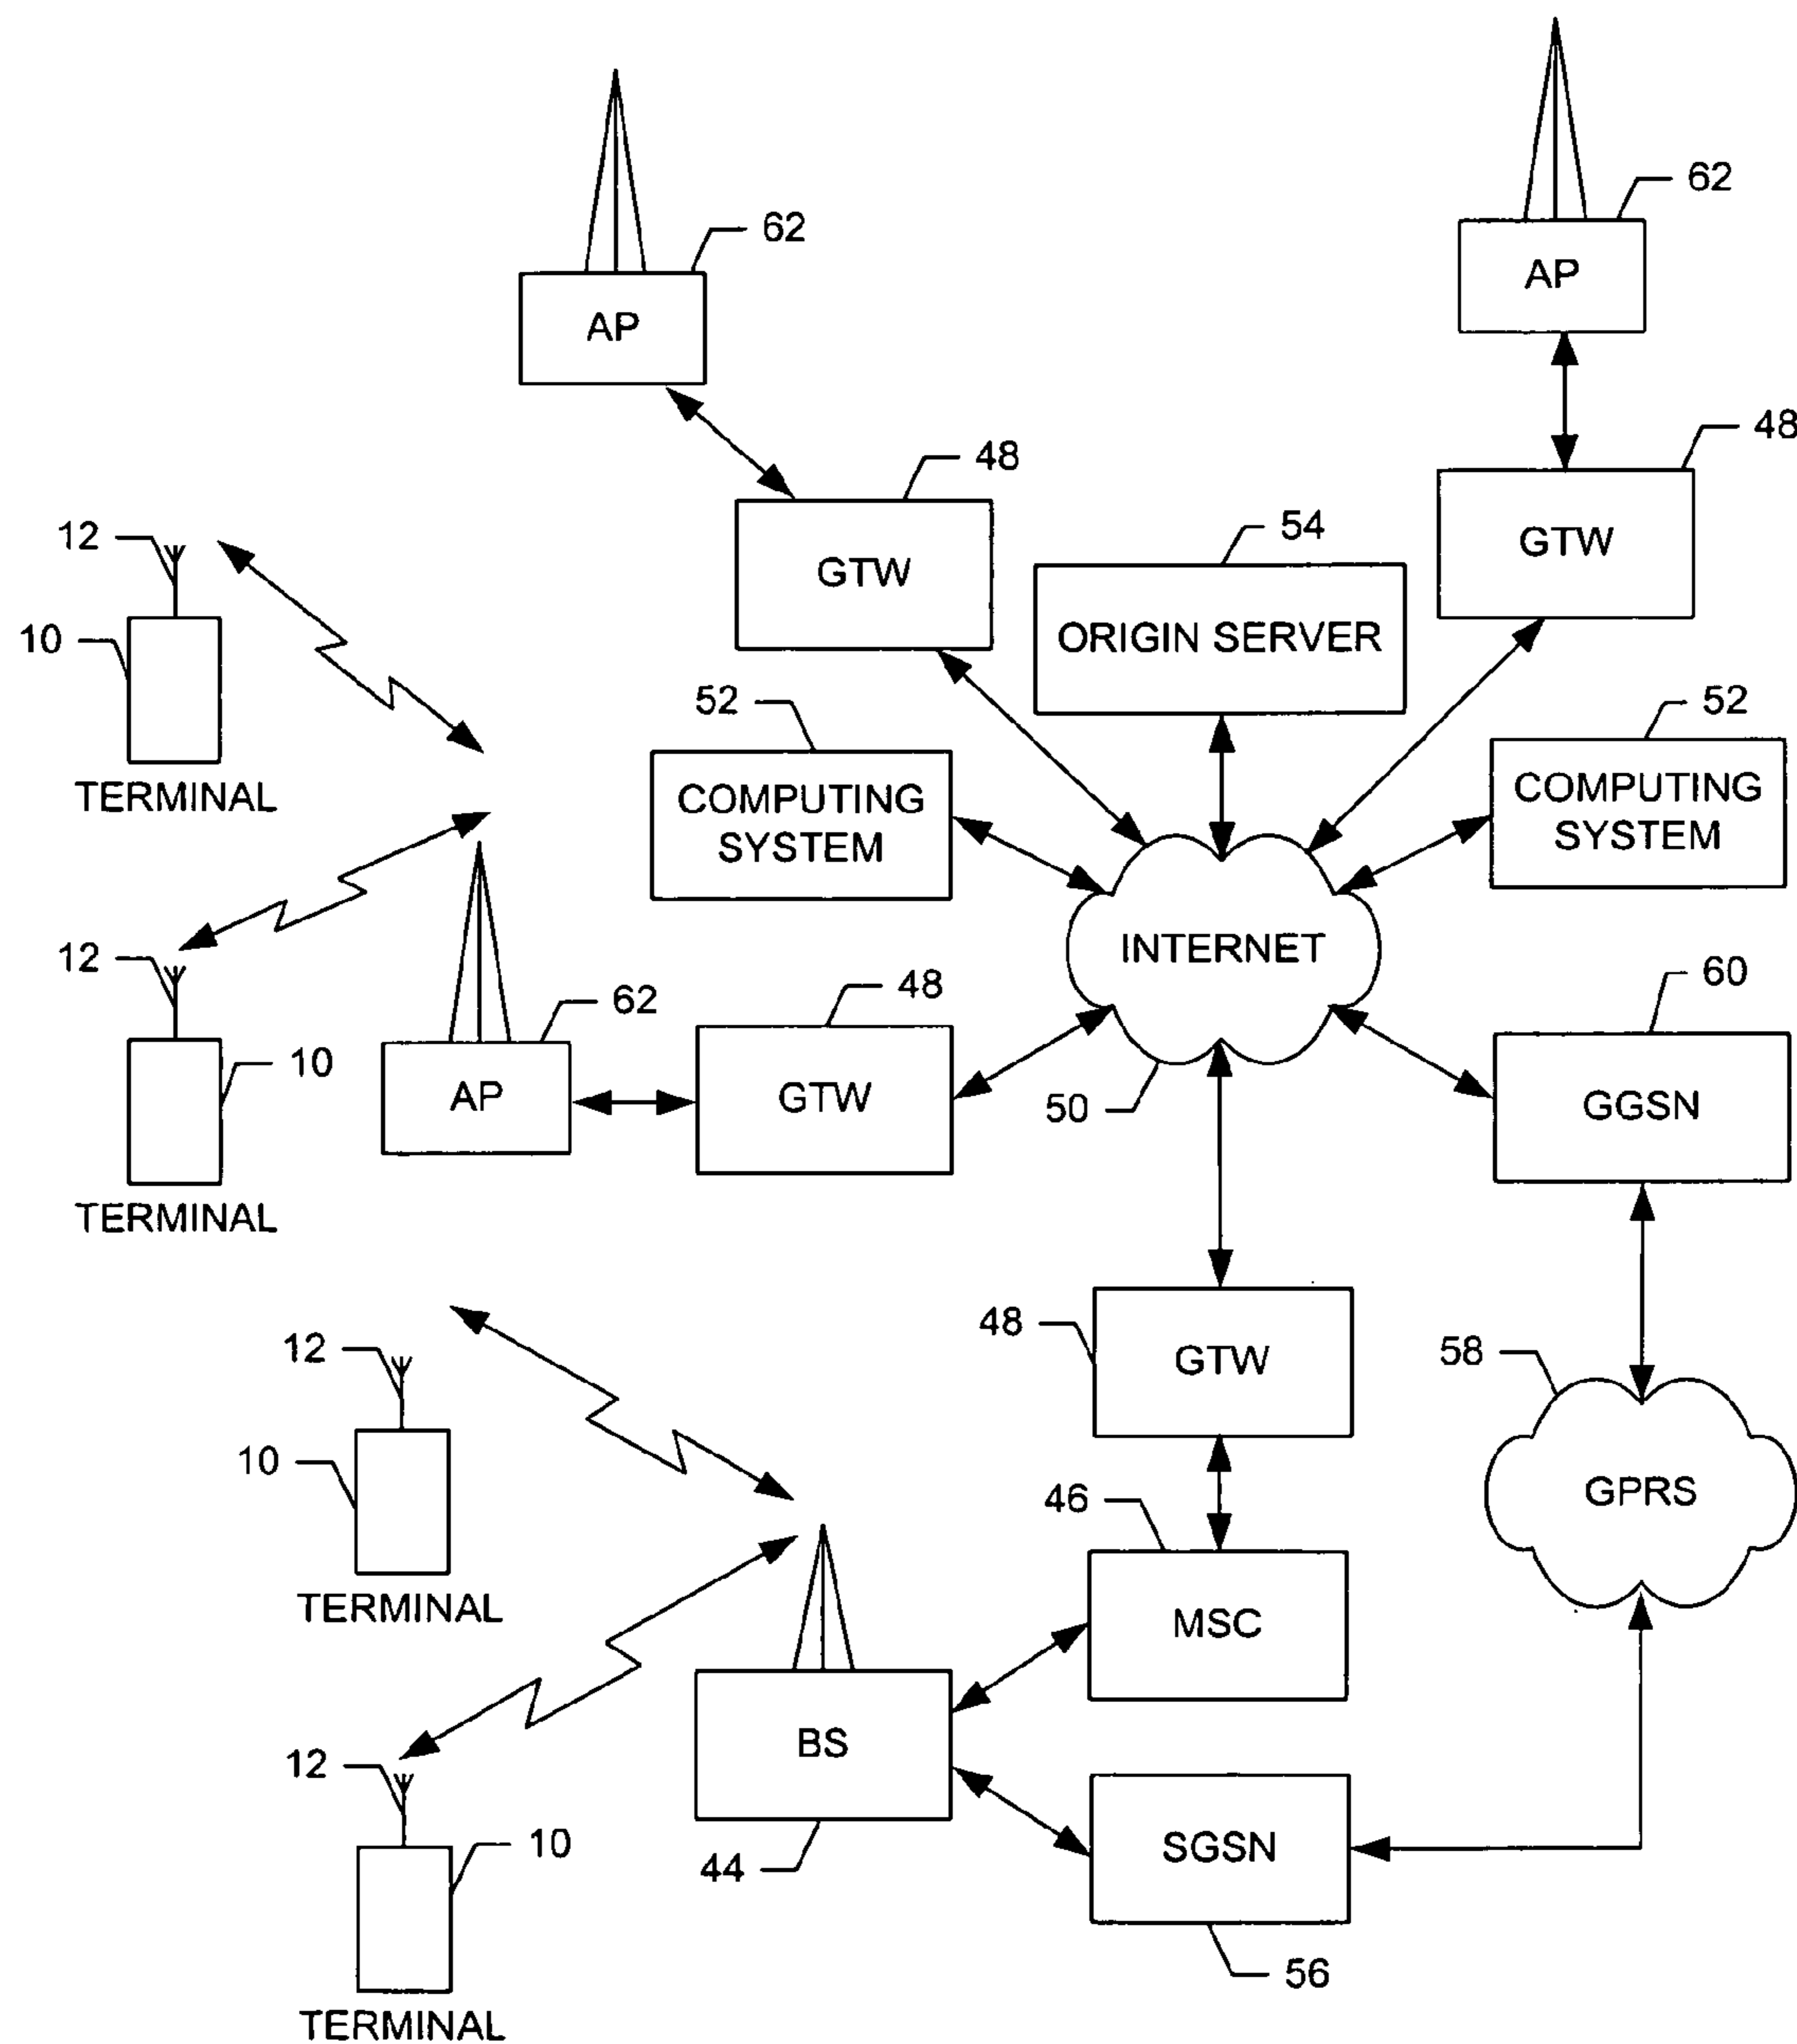 62
AP
62
AP
48
GTW
48
GTW
54
ORIGIN SERVER
12
10
TERMINAL
52
COMPUTING
SYSTEM
52
COMPUTING
SYSTEM
INTERNET
50
12
10
TERMINAL
62
AP
48
GTW
60
GGSN
48
GTW
58
GPRS
12
10
TERMINAL
46
MSC
BS
44
SGSN
56
12
10
TERMINAL